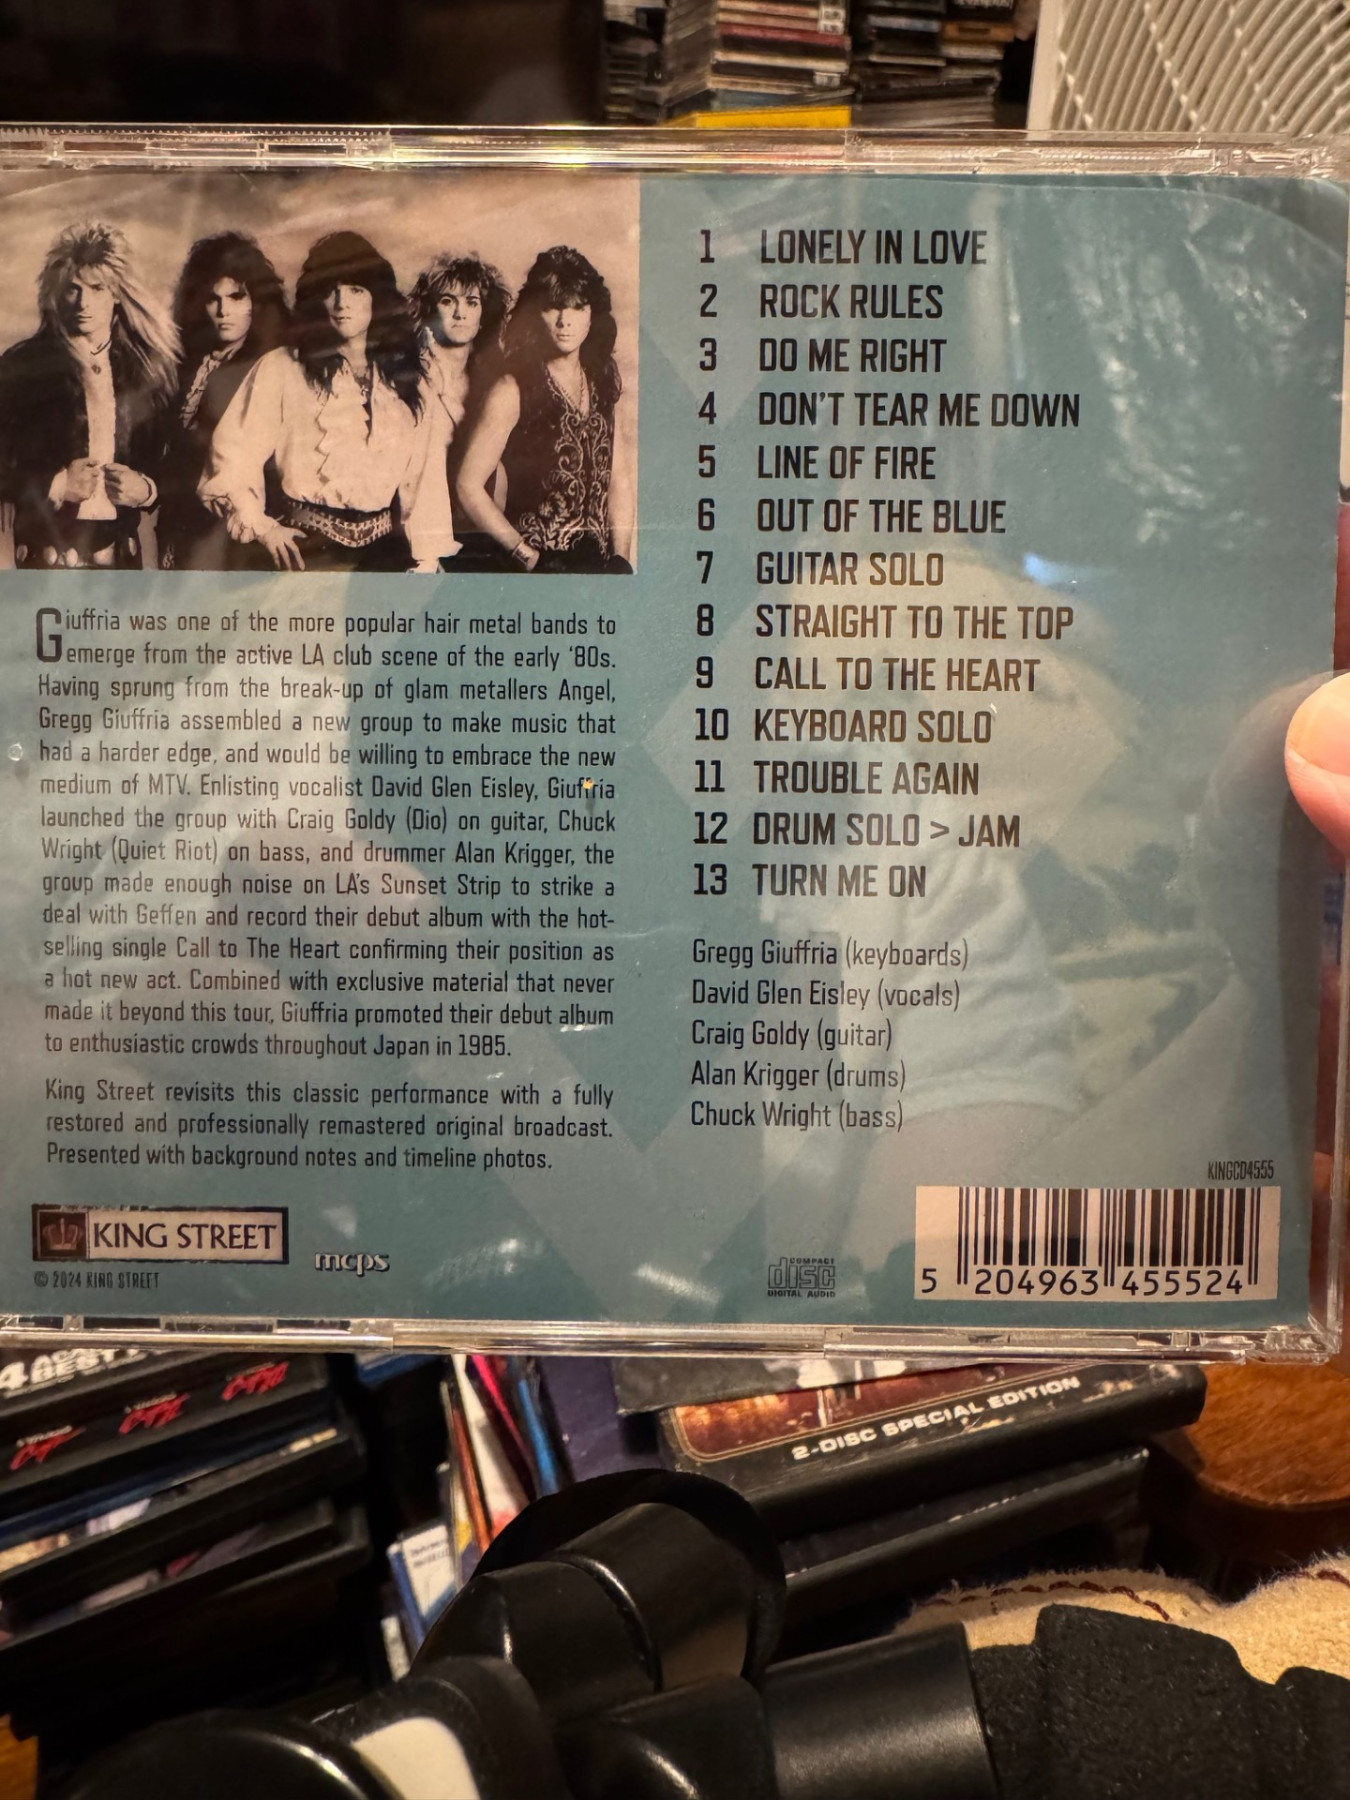 1 LONELY IN LOVE
2 ROCK RULES
3 DO ME RIGHT
4 DON'T TEAR ME DOWN
5 LINE OF FIRE
6 OUT OF THE BLUE
7 GUITAR SOLO
8 STRAIGHT TO THE TOP
9 CALL TO THE HEART
10 KEYBOARD SOLO
11 TROUBLE AGAIN
12 DRUM SOLO > JAM
13 TURN ME ON
Giuffria was one of the more popular hair metal bands to
emerge from the active LA club scene of the early '80s.
Having sprung from the break-up of glam metallers Angel,
Gregg Giuffria assembled a new group to make music that
had a harder edge, and would be willing to embrace the new
medium of MTV. Enlisting vocalist David Glen Eisley, Giuffria
launched the group with Craig Goldy (Dio) on guitar, Chuck
Wright (Quiet Riot) on bass, and drummer Alan Krigger, the
group made enough noise on LA's Sunset Strip to strike a
deal with Geffen and record their debut album with the hot-
selling single Call to The Heart confirming their position as
a hot new act. Combined with exclusive material that never
made it beyond this tour, Giuffria promoted their debut album
to enthusiastic crowds throughout Japan in 1985.
King Street revisits this classic performance with a fully
restored and professionally remastered original broadcast.
Presented with background notes and timeline photos.
Gregg Giuffria (keyboards)
David Glen Eisley (vocals)
Craig Goldy (guitar)
Alan Krigger (drums)
Chuck Wright (bass)
KINGCD4555
KING STREET
© 2024 KING STREET
mcps
COMPACT
disc
DIGITAL AUDIO
5 204963 455524
2-DISC SPECIAL EDITION